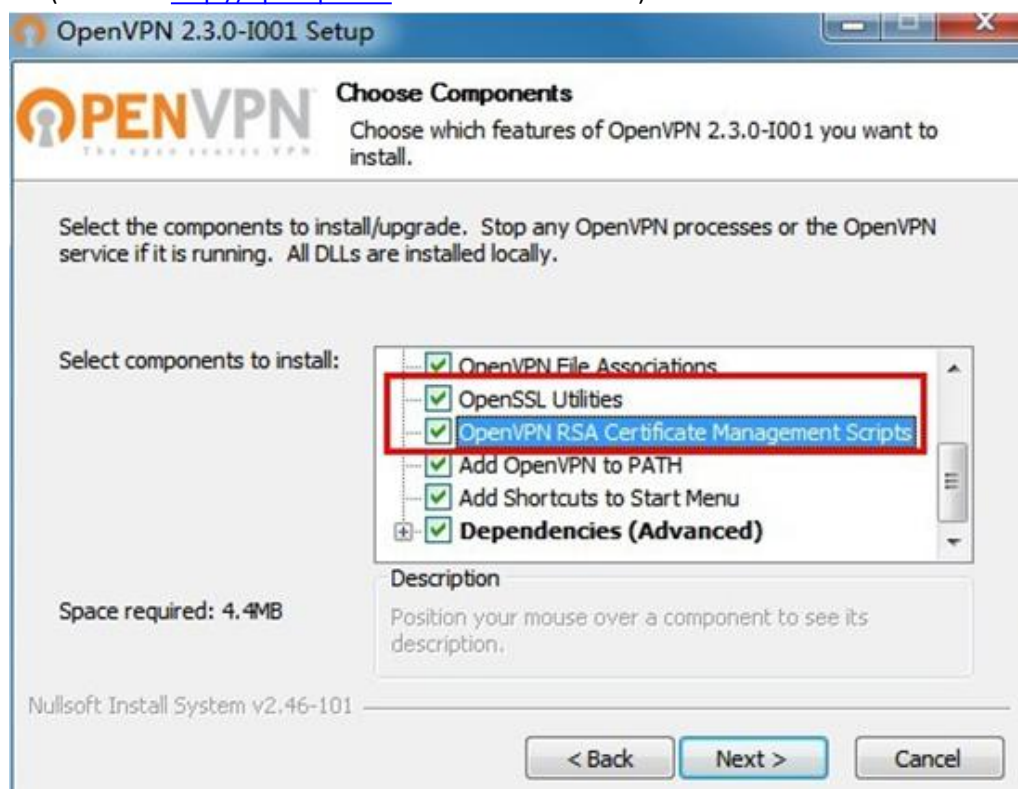 OpenVPN 2.3.0-I001 Setup
OPENVPN
The open source VPN
Choose Components
Choose which features of OpenVPN 2.3.0-I001 you want to
install.
Select the components to install/upgrade. Stop any OpenVPN processes or the OpenVPN
service if it is running. All DLLs are installed locally.
Select components to install:
OpenVPN File Associations
OpenSSL Utilities
OpenVPN RSA Certificate Management Scripts
Add OpenVPN to PATH
Add Shortcuts to Start Menu
Dependencies (Advanced)
Space required: 4.4MB
Description
Position your mouse over a component to see its
description.
Nullsoft Install System v2.46-101
< Back
Next >
Cancel